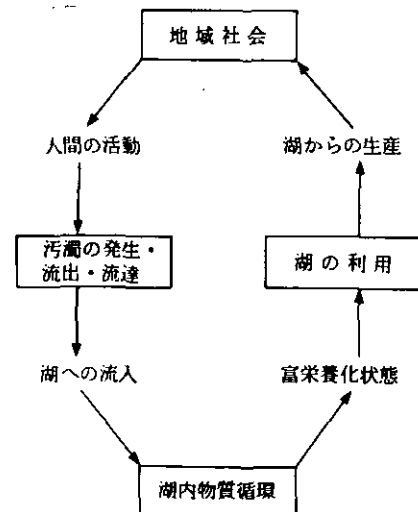 地域社会
人間の活動
湖からの生産
汚濁の発生・
流出・流達
湖の利用
湖への流入
富栄養化状態
湖内物質循環